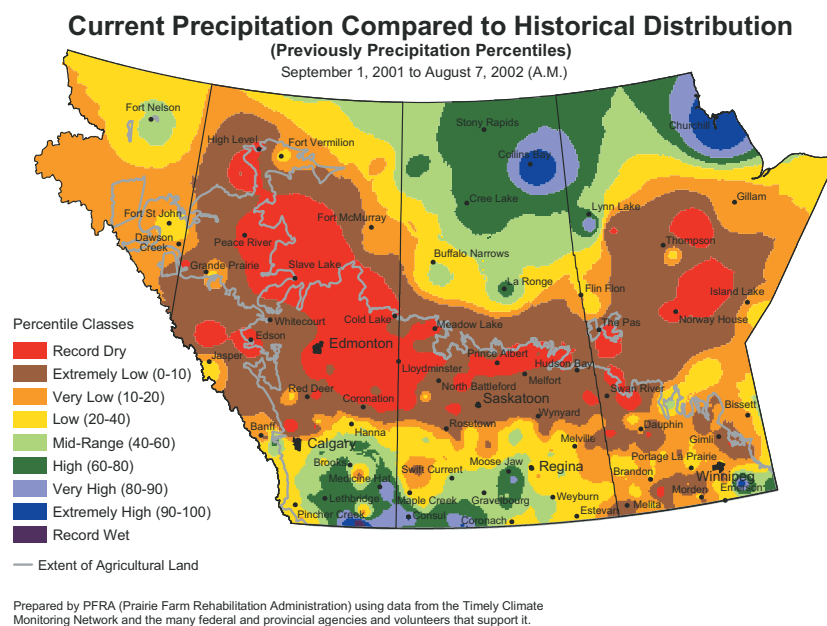 Current Precipitation Compared to Historical Distribution
(Previously Precipitation Percentiles)
September 1, 2001 to August 7, 2002 (A.M.)
Fort Nelson
Stony Rapids
Churchill
High Level
Fort Vermilion
Collins Bay
Cree Lake
Lynn Lake
Gillam
Fort St John
Fort McMurray
Dawson
Creek
Peace River
Thompson
Buffalo Narrows
Grande Prairie
Slave Lake
La Ronge
Flin Flon
Island Lake
Whitecourt
Cold Lake
Meadow Lake
The Pas
Norway House
Edson
Edmonton
Jasper
Lloydminster
Prince Albert
Hudson Bay
Melfort
Red Deer
North Battleford
Swan River
Coronation
Saskatoon
Wynyard
Bissett
Banff
Hanna
Rosetown
Dauphin
Calgary
Melville
Gimli
Brooks
Swift Current
Moose Jaw
Regina
Portage La Prairie
Medicine Hat
Brandon
Winnipeg
Lethbridge
Maple Creek
Gravelbourg
Weyburn
Morden
Emerson
Pincher Creek
Consul
Coronach
Estevan
Melita
Percentile Classes
Record Dry
Extremely Low (0-10)
Very Low (10-20)
Low (20-40)
Mid-Range (40-60)
High (60-80)
Very High (80-90)
Extremely High (90-100)
Record Wet
Extent of Agricultural Land
Prepared by PFRA (Prairie Farm Rehabilitation Administration) using data from the Timely Climate
Monitoring Network and the many federal and provincial agencies and volunteers that support it.